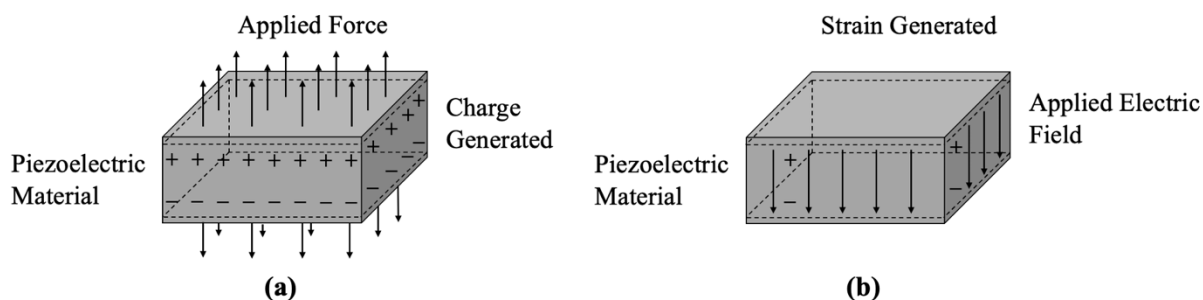 Applied Force
Charge
Generated
Piezoelectric
Material
+ + + + + + + +
+ + + +
− − − − − − − −
− − − −
(a)
Strain Generated
Applied Electric
Field
Piezoelectric
Material
+
−
+
−
(b)